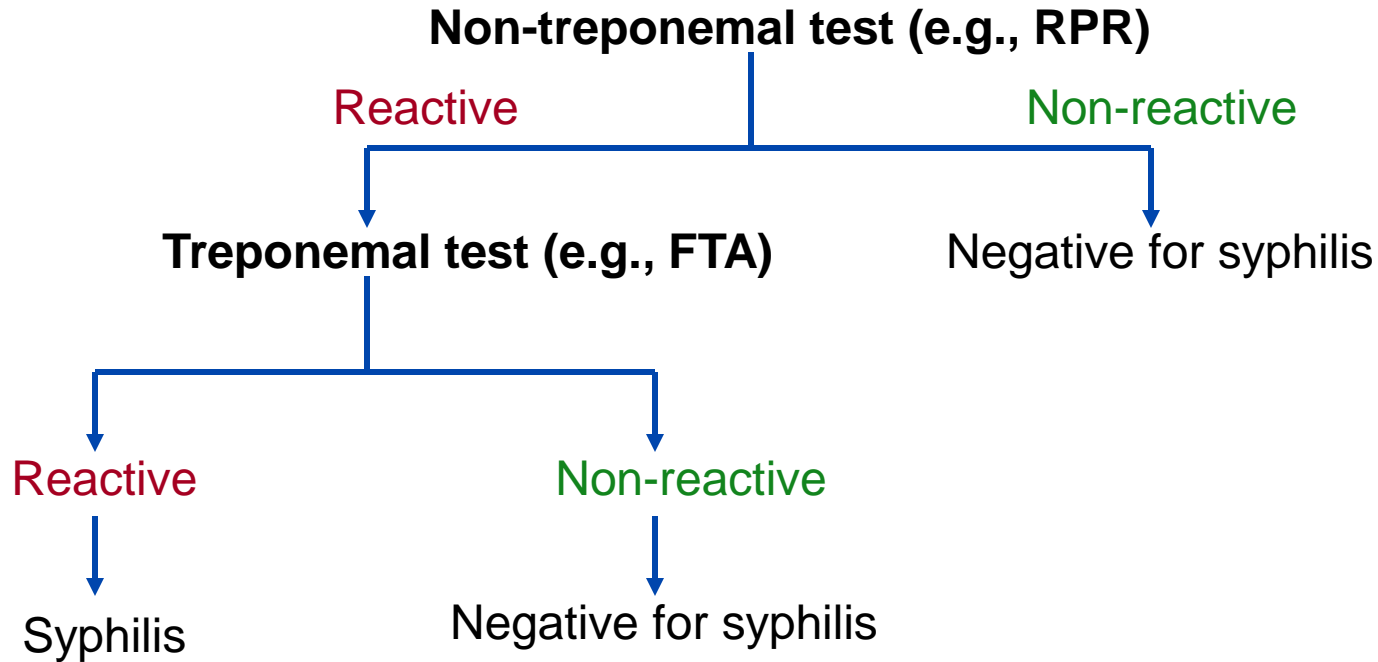 Non-treponemal test (e.g., RPR)
Reactive
Non-reactive
Treponemal test (e.g., FTA)
Negative for syphilis
Reactive
Non-reactive
Syphilis
Negative for syphilis